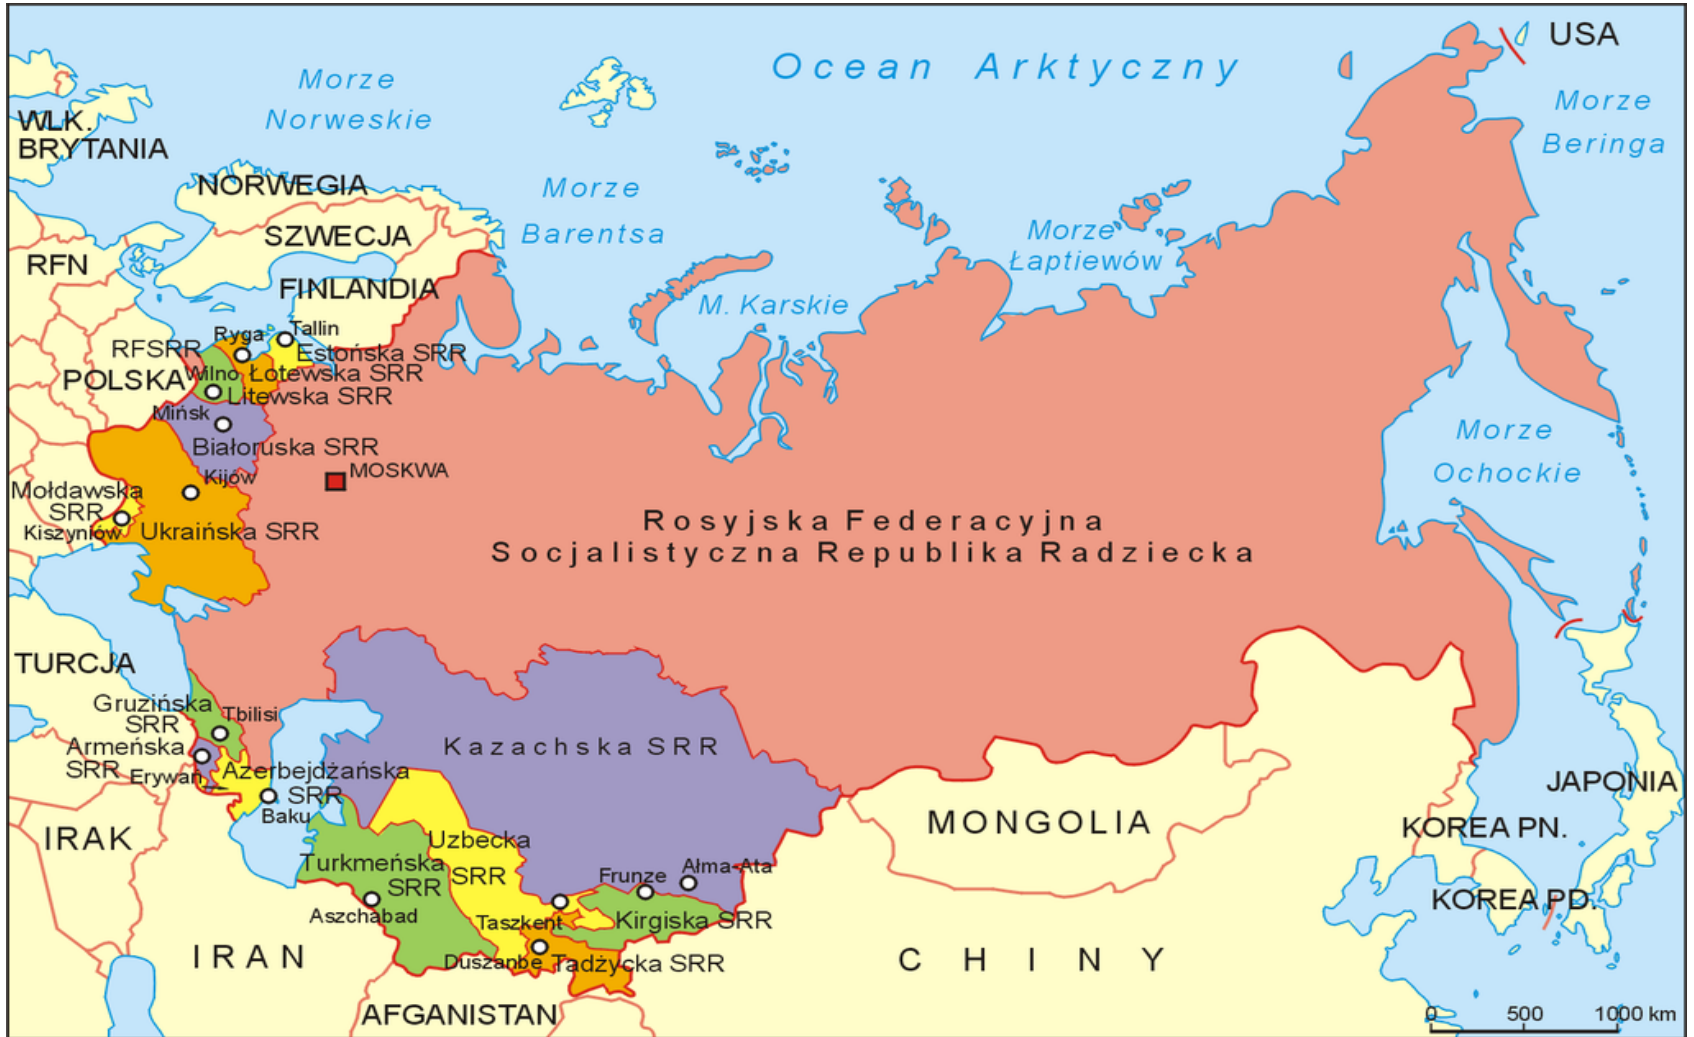 USA
Ocean Arktyczny
Morze
Norweskie
Morze
Beringa
WLK.
BRYTANIA
NORWEGIA
Morze
Barentsa
SZWECJA
Morze
Łaptiewów
RFN
FINLANDIA
M. Karskie
Ryga
Tallin
RFSRR
Estońska SRR
POLSKA
Wilno
Łotewska SRR
Litewska SRR
Mińsk
Białoruska SRR
Morze
Ochockie
MOSKWA
Kijów
Mołdawska
SRR
Kiszyniów
Ukraińska SRR
Rosyjska Federacyjna
Socjalistyczna Republika Radziecka
TURCJA
Gruzińska
SRR
Tbilisi
Armeńska
SRR
Erywań
Azerbejdżańska
SRR
Baku
Kazachska SRR
JAPONIA
IRAK
MONGOLIA
KOREA PN.
Uzbecka
SRR
Turkmeńska
SRR
Frunze
Ałma-Ata
KOREA PD.
Aszchabad
Taszkent
Kirgiska SRR
IRAN
Duszanbe
Tadżycka SRR
CHINY
AFGANISTAN
0 500 1000 km